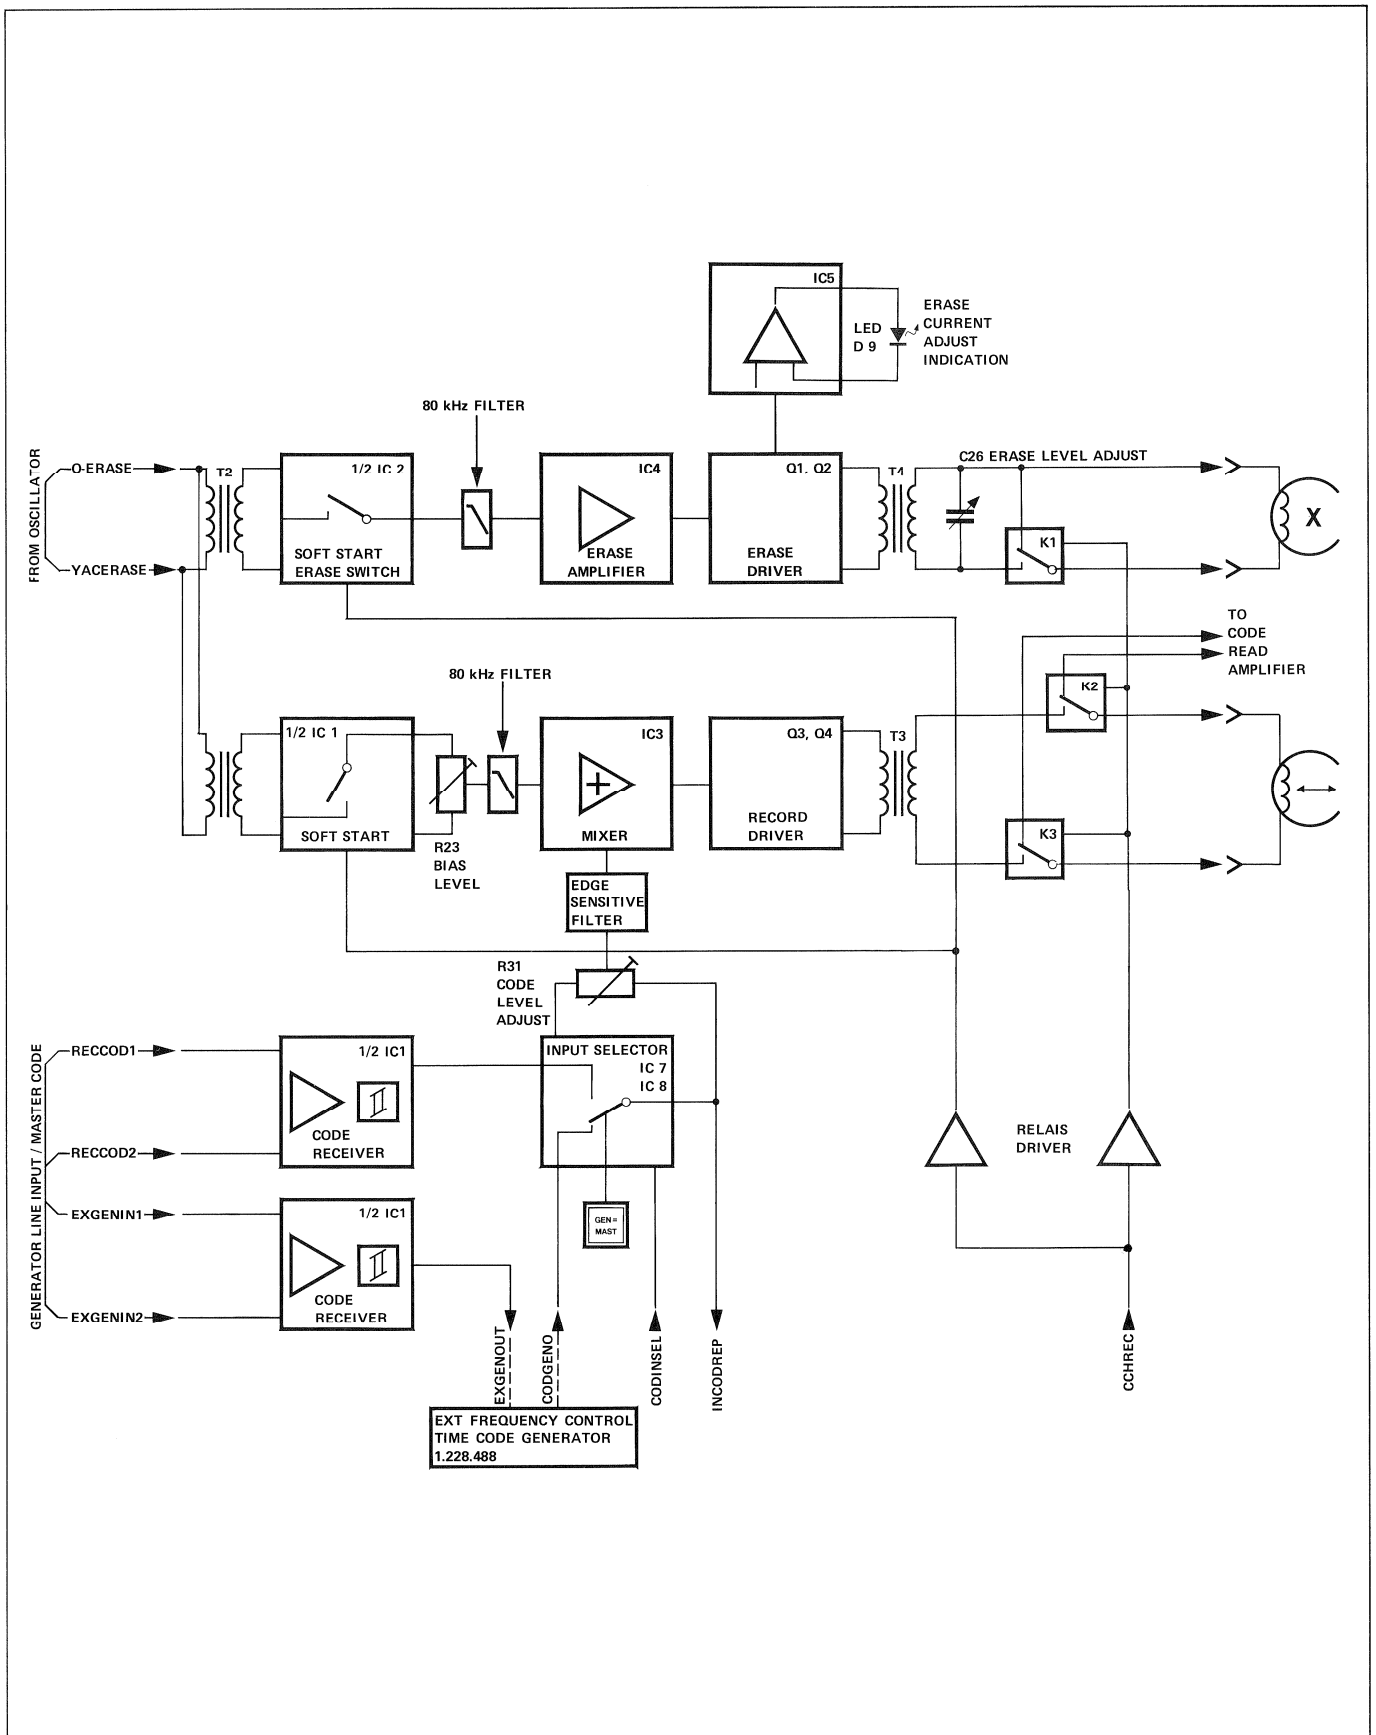 IC5
LED
D 9
ERASE
CURRENT
ADJUST
INDICATION
80 kHz FILTER
FROM OSCILLATOR
O-ERASE
YACERASE
T2
1/2 IC 2
SOFT START
ERASE SWITCH
IC4
ERASE
AMPLIFIER
Q1, Q2
ERASE
DRIVER
T4
C26 ERASE LEVEL ADJUST
K1
X
TO
CODE
READ
AMPLIFIER
80 kHz FILTER
1/2 IC 1
SOFT START
R23
BIAS
LEVEL
IC3
+
MIXER
Q3, Q4
RECORD
DRIVER
T3
K2
K3
EDGE
SENSITIVE
FILTER
R31
CODE
LEVEL
ADJUST
GENERATOR LINE INPUT / MASTER CODE
RECCOD1
RECCOD2
EXGENIN1
EXGENIN2
1/2 IC1
CODE
RECEIVER
1/2 IC1
CODE
RECEIVER
INPUT SELECTOR
IC 7
IC 8
GEN=
MAST
RELAIS
DRIVER
EXGENOUT
CODGENO
CODINSEL
INCODREP
CCHREC
EXT FREQUENCY CONTROL
TIME CODE GENERATOR
1.228.488